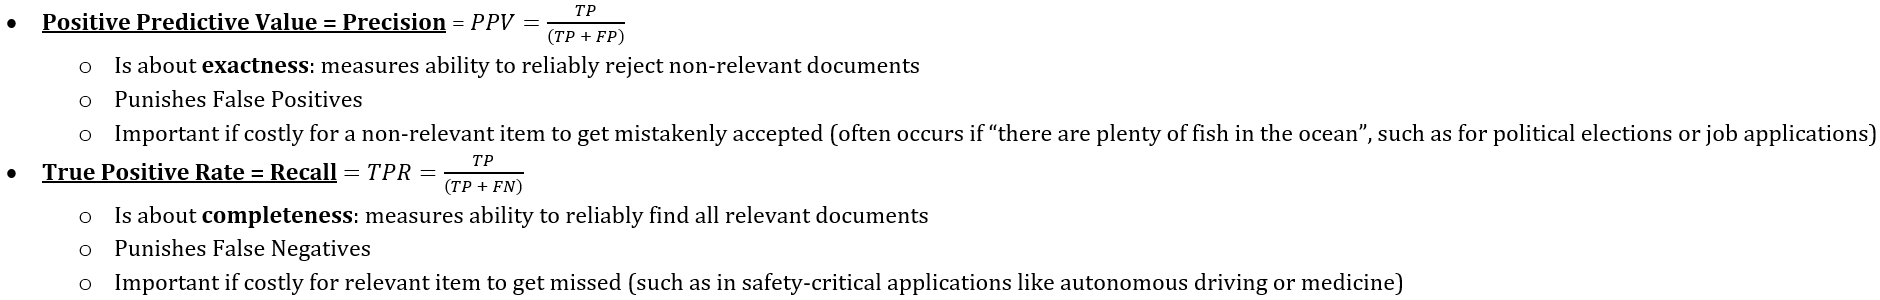 • Positive Predictive Value = Precision = PPV = TP / (TP + FP)
o Is about exactness: measures ability to reliably reject non-relevant documents
o Punishes False Positives
o Important if costly for a non-relevant item to get mistakenly accepted (often occurs if “there are plenty of fish in the ocean”, such as for political elections or job applications)
• True Positive Rate = Recall = TPR = TP / (TP + FN)
o Is about completeness: measures ability to reliably find all relevant documents
o Punishes False Negatives
o Important if costly for relevant item to get missed (such as in safety-critical applications like autonomous driving or medicine)